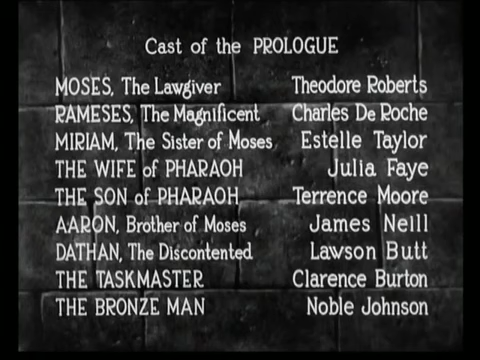 Cast of the PROLOGUE
MOSES, The Lawgiver Theodore Roberts
RAMESES, The Magnificent Charles De Roche
MIRIAM, The Sister of Moses Estelle Taylor
THE WIFE of PHARAOH Julia Faye
THE SON of PHARAOH Terrence Moore
AARON, Brother of Moses James Neill
DATHAN, The Discontented Lawson Butt
THE TASKMASTER Clarence Burton
THE BRONZE MAN Noble Johnson